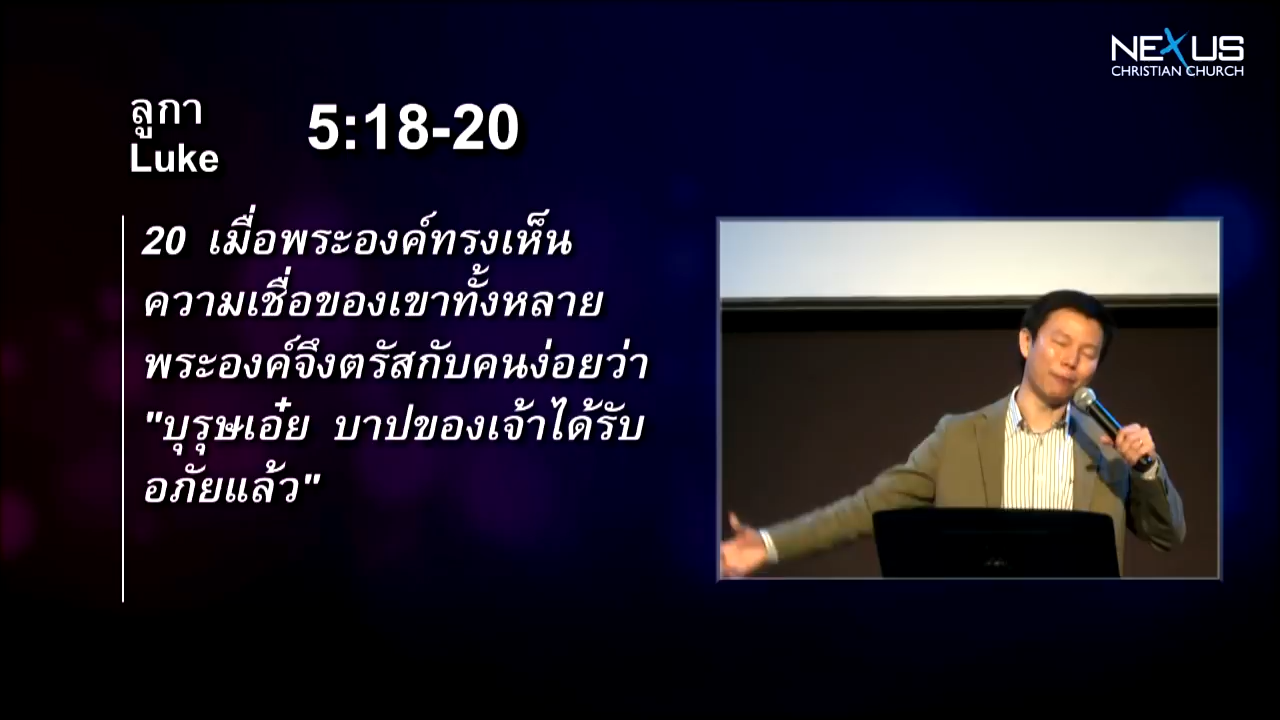 NEXUS
CHRISTIAN CHURCH
ลูกา
Luke
5:18-20
20 เมื่อพระองค์ทรงเห็น
ความเชื่อของเขาทั้งหลาย
พระองค์จึงตรัสกับคนง่อยว่า
"บุรุษเอ๋ย บาปของเจ้าได้รับ
อภัยแล้ว"